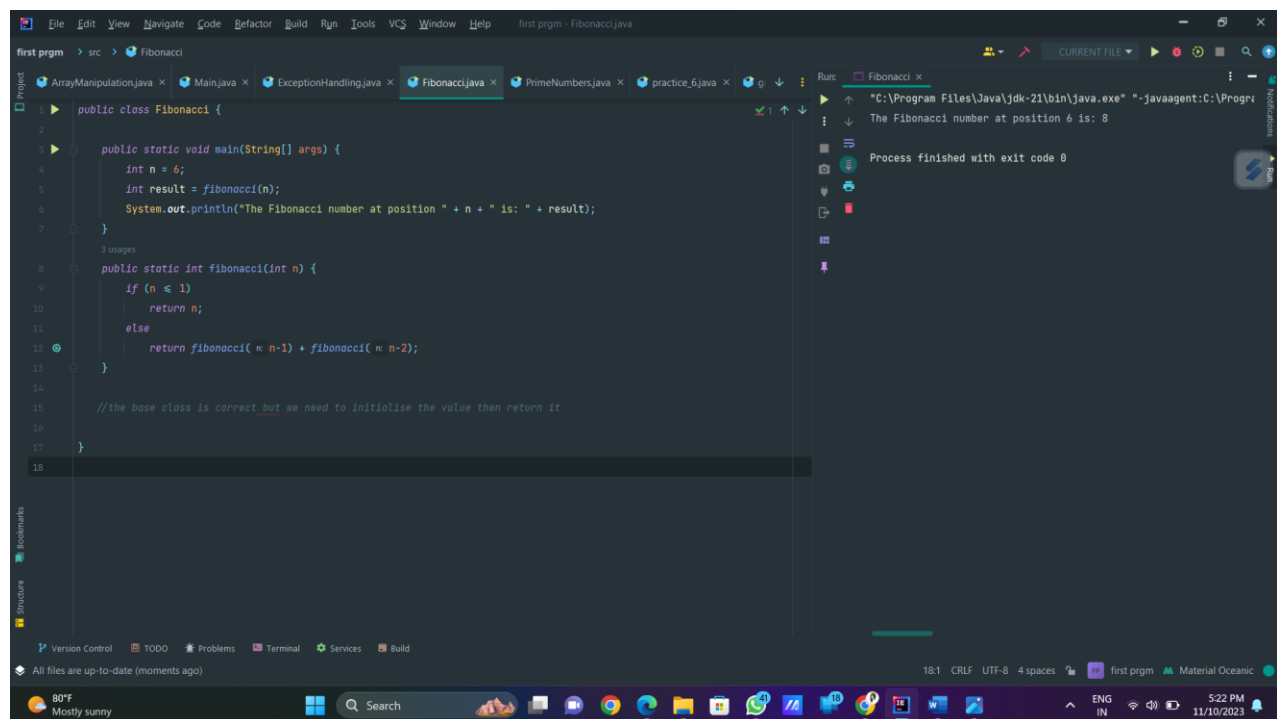 File Edit View Navigate Code Refactor Build Run Tools VCS Window Help first prgm - Fibonacci.java
first prgm > src > Fibonacci CURRENT FILE
ArrayManipulation.java × Main.java × ExceptionHandling.java × Fibonacci.java × PrimeNumbers.java × practice_6.java ×
Project
1 public class Fibonacci { 1
2
3 public static void main(String[] args) {
4 int n = 6;
5 int result = fibonacci(n);
6 System.out.println("The Fibonacci number at position " + n + " is: " + result);
7 }
3 usages
8 public static int fibonacci(int n) {
9 if (n ≤ 1)
10 return n;
11 else
12 return fibonacci( n: n-1) + fibonacci( n: n-2);
13 }
14
15 //the base class is correct but we need to initialise the value then return it
16
17 }
18
Run: Fibonacci ×
"C:\Program Files\Java\jdk-21\bin\java.exe" "-javaagent:C:\Progra
The Fibonacci number at position 6 is: 8
Process finished with exit code 0
Notifications
Run
Bookmarks
Structure
Version Control TODO Problems Terminal Services Build
All files are up-to-date (moments ago) 18:1 CRLF UTF-8 4 spaces FP first prgm Material Oceanic
80°F
Mostly sunny
Search
41
18
ENG
IN
5:22 PM
11/10/2023